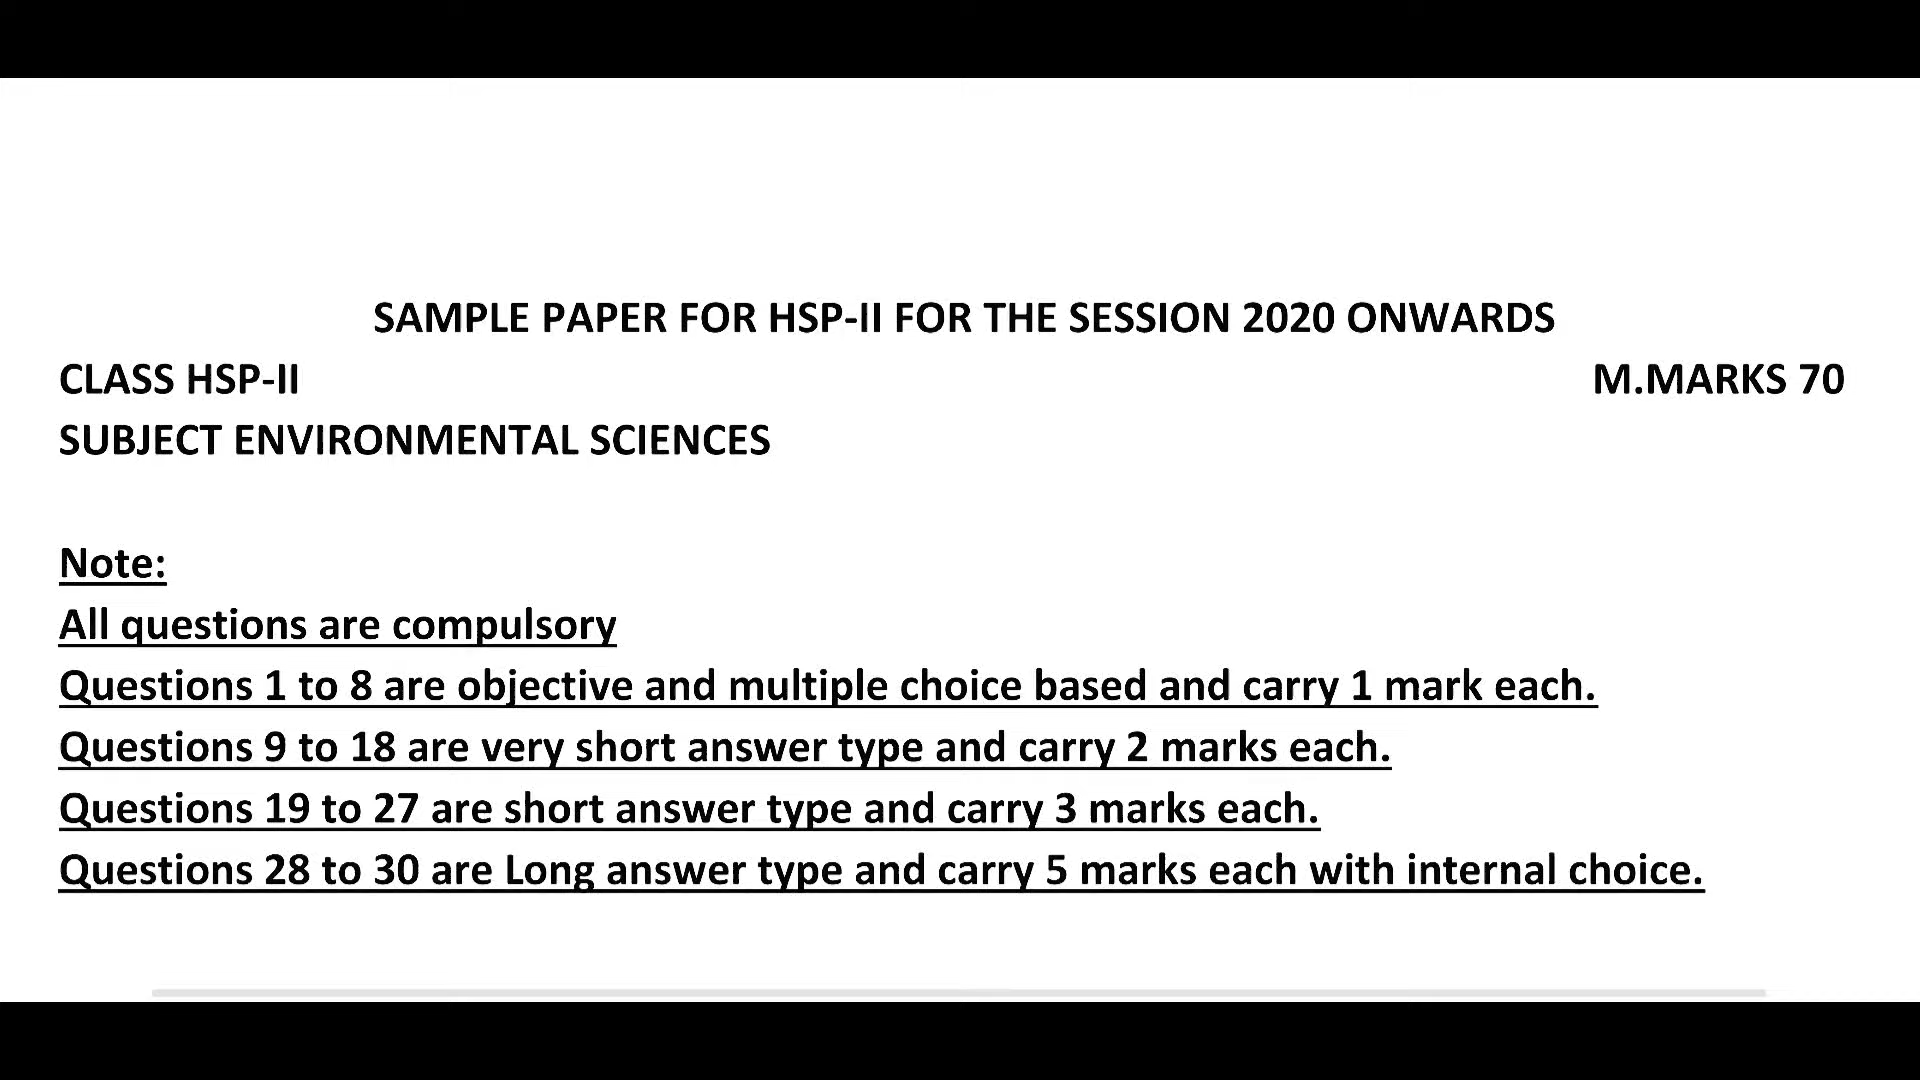 SAMPLE PAPER FOR HSP-II FOR THE SESSION 2020 ONWARDS
CLASS HSP-II M.MARKS 70
SUBJECT ENVIRONMENTAL SCIENCES
Note:
All questions are compulsory
Questions 1 to 8 are objective and multiple choice based and carry 1 mark each.
Questions 9 to 18 are very short answer type and carry 2 marks each.
Questions 19 to 27 are short answer type and carry 3 marks each.
Questions 28 to 30 are Long answer type and carry 5 marks each with internal choice.